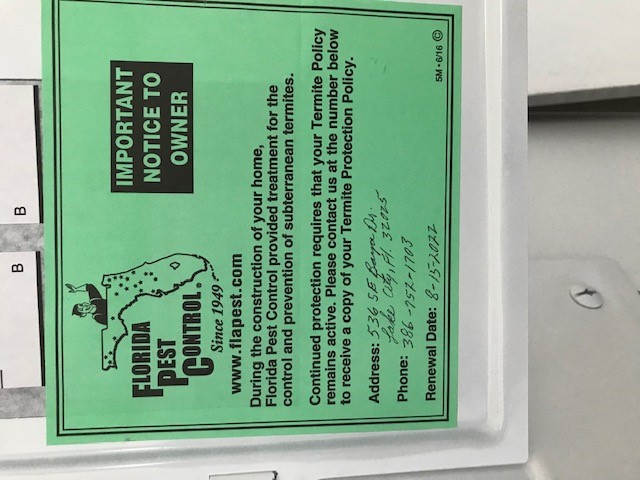 FLORIDA
PEST
CONTROL®
Since 1949
IMPORTANT
NOTICE TO
OWNER
www.flapest.com
During the construction of your home,
Florida Pest Control provided treatment for the
control and prevention of subterranean termites.
Continued protection requires that your Termite Policy
remains active. Please contact us at the number below
to receive a copy of your Termite Protection Policy.
Address: 536 SE Baya Dr.
Lake City, Fl. 32025
Phone: 386-752-1703
Renewal Date: 8-15-2022
5M • 6/16 ©
B
B